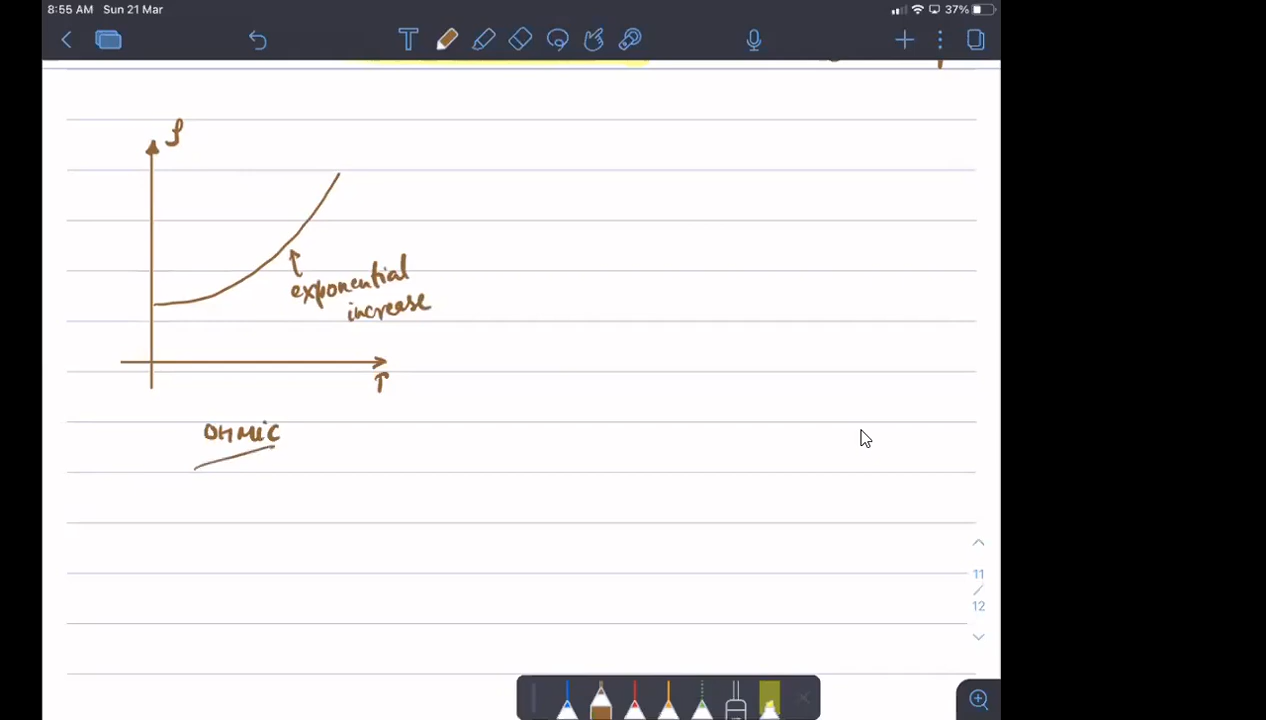 8:55 AM Sun 21 Mar
37%
T
ρ
exponential
increase
T
OHMIC
11
12